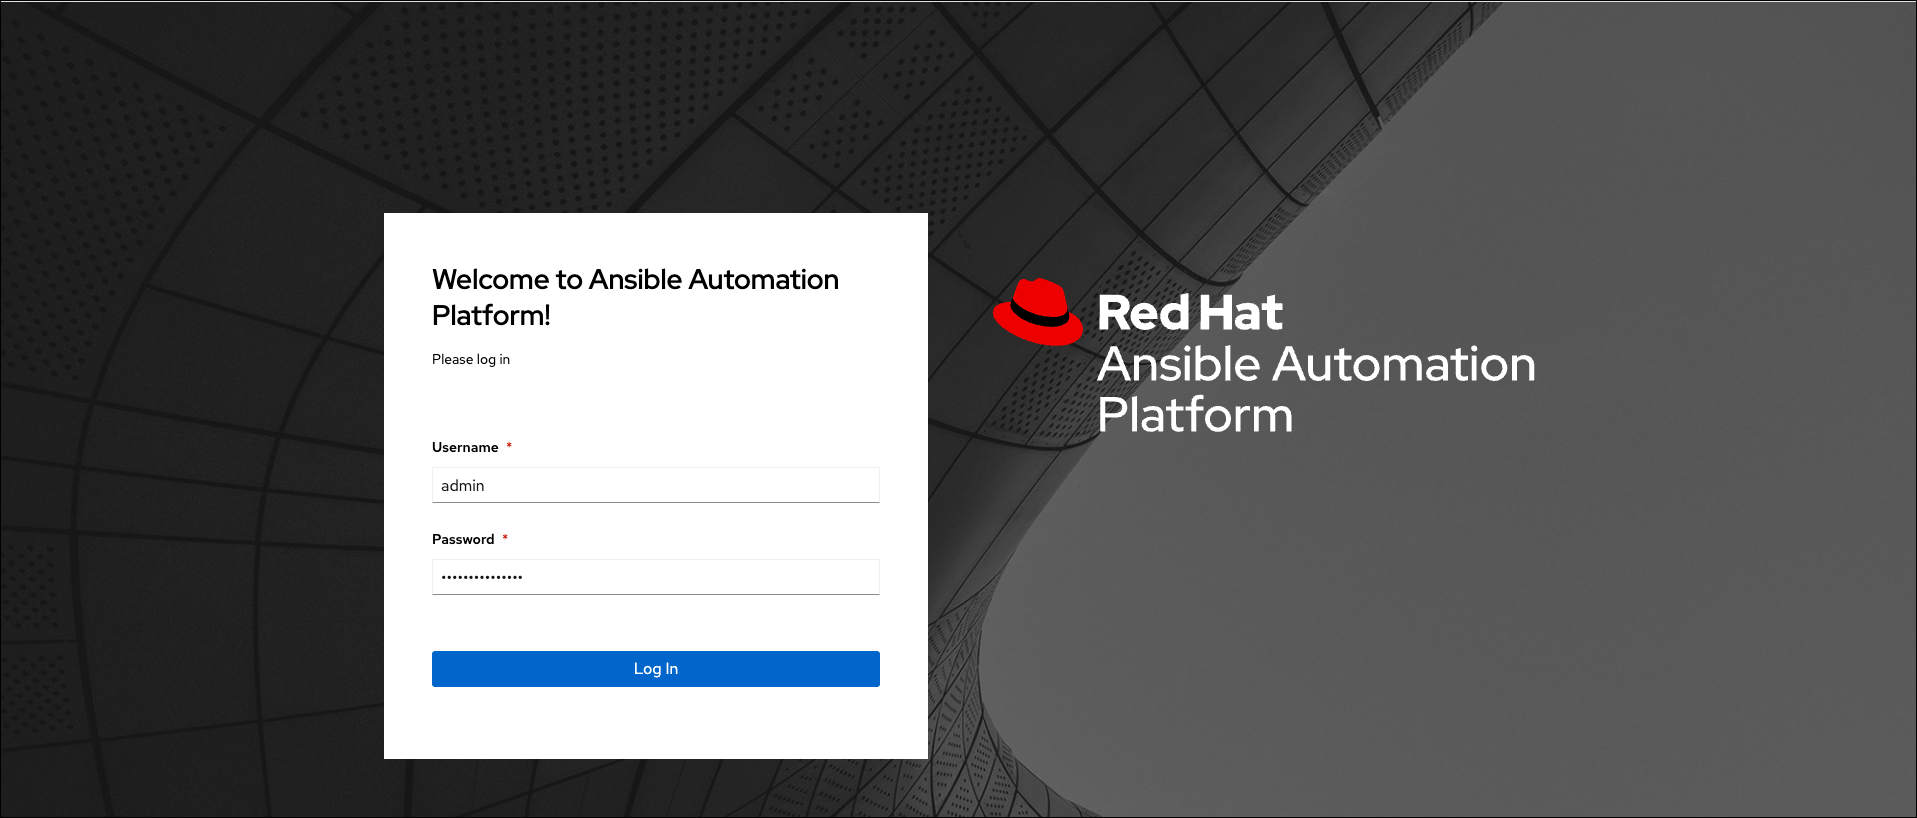 Welcome to Ansible Automation
Platform!
Please log in
Username *
admin
Password *
•••••••••••••••
Log In
Red Hat
Ansible Automation
Platform